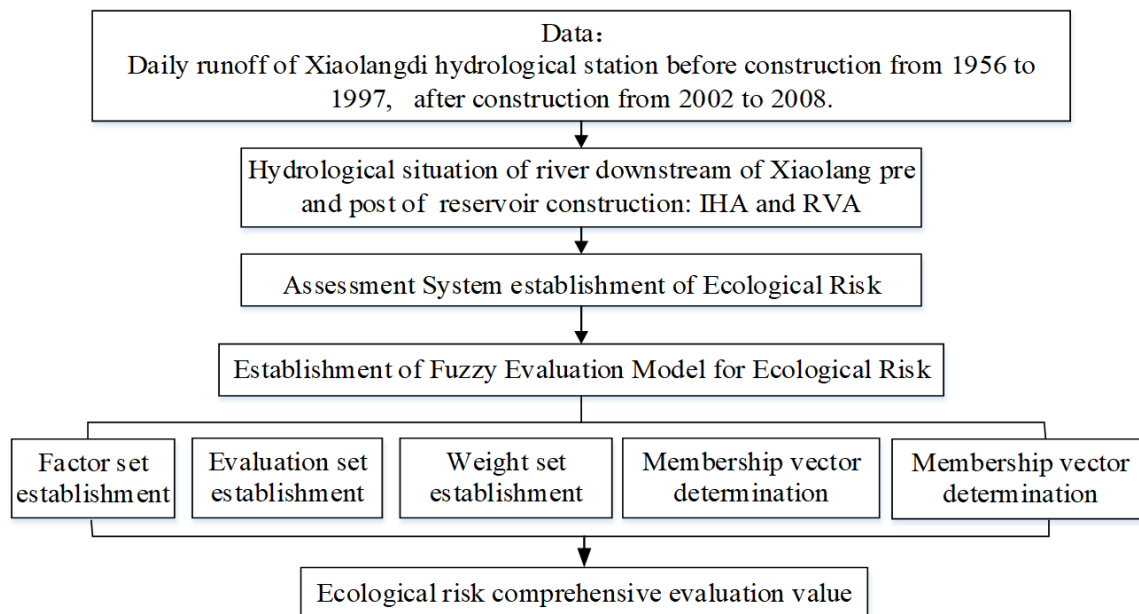 Data：
Daily runoff of Xiaolangdi hydrological station before construction from 1956 to
1997, after construction from 2002 to 2008.
Hydrological situation of river downstream of Xiaolang pre
and post of reservoir construction: IHA and RVA
Assessment System establishment of Ecological Risk
Establishment of Fuzzy Evaluation Model for Ecological Risk
Factor set
establishment
Evaluation set
establishment
Weight set
establishment
Membership vector
determination
Membership vector
determination
Ecological risk comprehensive evaluation value